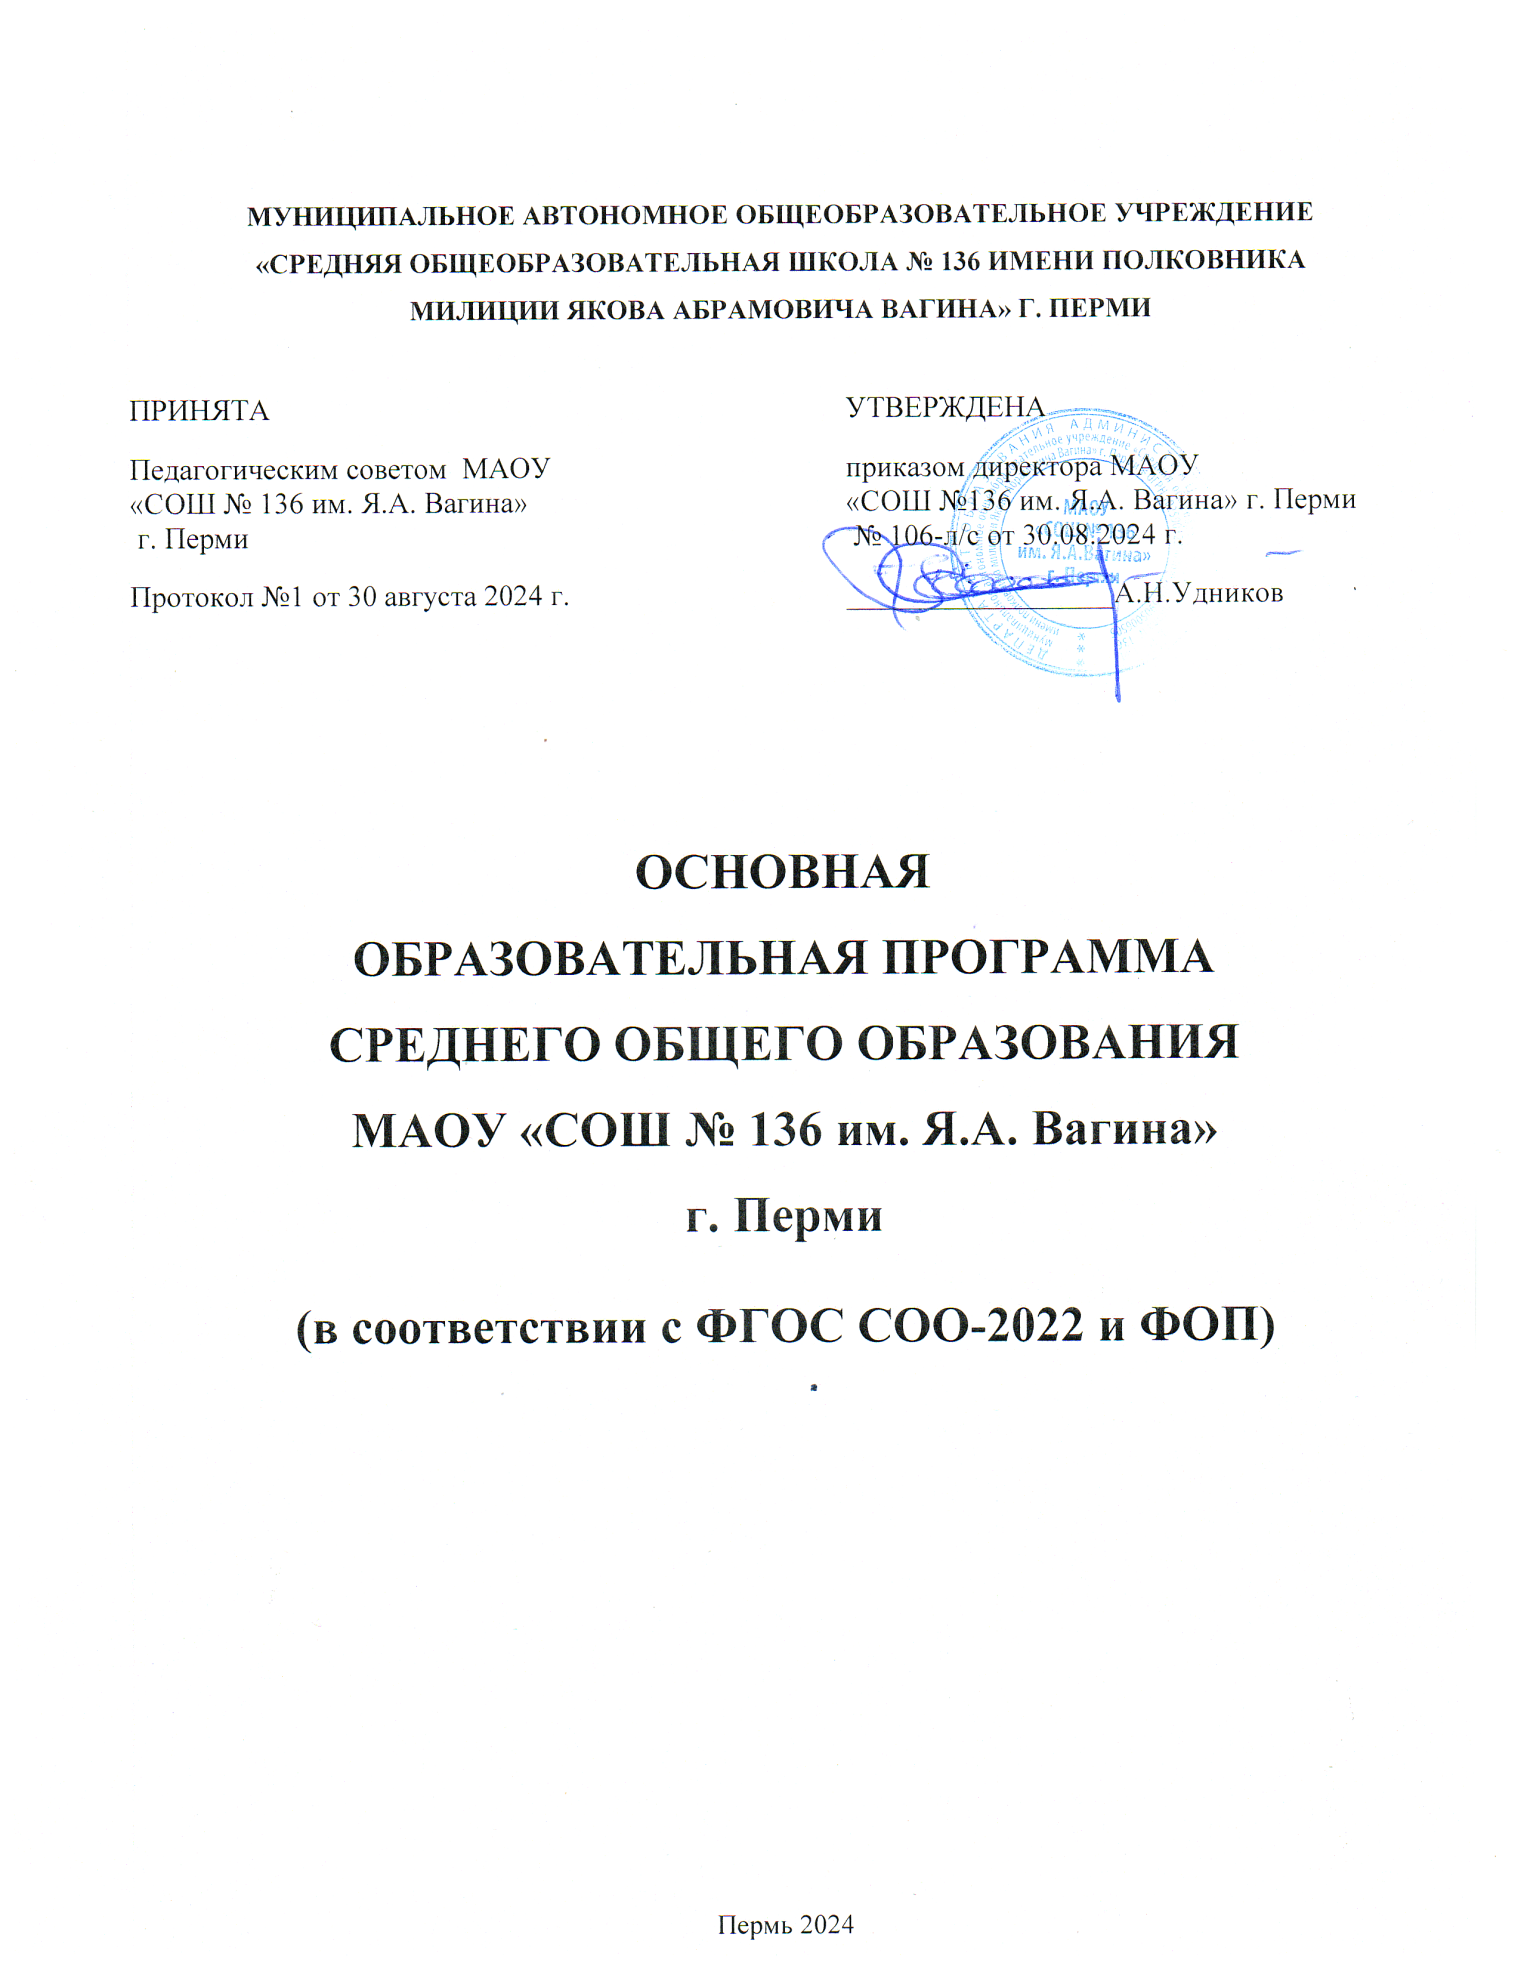 МУНИЦИПАЛЬНОЕ АВТОНОМНОЕ ОБЩЕОБРАЗОВАТЕЛЬНОЕ УЧРЕЖДЕНИЕ
«СРЕДНЯЯ ОБЩЕОБРАЗОВАТЕЛЬНАЯ ШКОЛА № 136 ИМЕНИ ПОЛКОВНИКА
МИЛИЦИИ ЯКОВА АБРАМОВИЧА ВАГИНА» Г. ПЕРМИ
ПРИНЯТА
Педагогическим советом МАОУ
«СОШ № 136 им. Я.А. Вагина»
г. Перми
Протокол №1 от 30 августа 2024 г.
УТВЕРЖДЕНА
приказом директора МАОУ
«СОШ №136 им. Я.А. Вагина» г. Перми
№ 106-л/с от 30.08.2024 г.
А.Н.Удников
МАОУ
им. Я.А.Вагина»
ОСНОВНАЯ
ОБРАЗОВАТЕЛЬНАЯ ПРОГРАММА
СРЕДНЕГО ОБЩЕГО ОБРАЗОВАНИЯ
МАОУ «СОШ № 136 им. Я.А. Вагина»
г. Перми
(в соответствии с ФГОС СОО-2022 и ФОП)
Пермь 2024